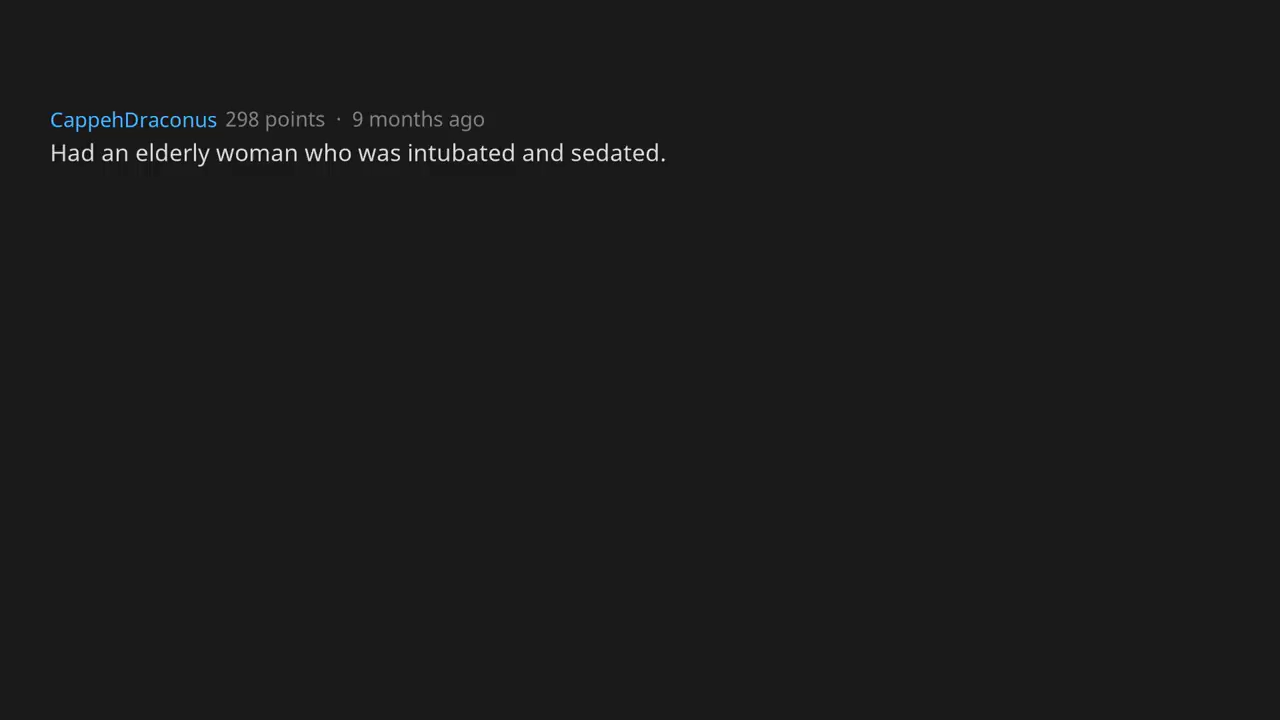 CappehDraconus 298 points · 9 months ago
Had an elderly woman who was intubated and sedated.